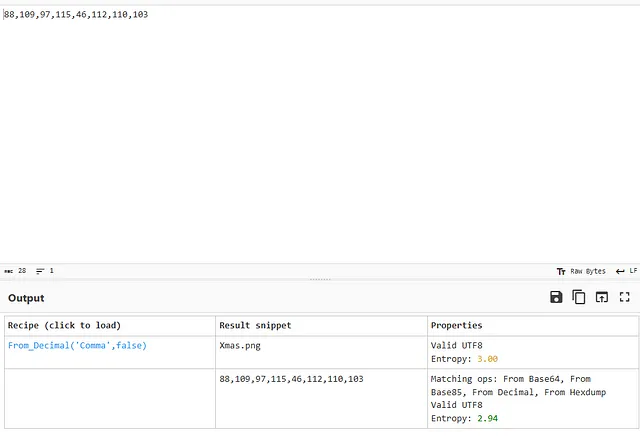 88,109,97,115,46,112,110,103
ABC 28 1 Tт Raw Bytes LF
Output
Recipe (click to load) Result snippet Properties
From_Decimal('Comma',false) Xmas.png Valid UTF8
Entropy: 3.00
88,109,97,115,46,112,110,103 Matching ops: From Base64, From
Base85, From Decimal, From Hexdump
Valid UTF8
Entropy: 2.94